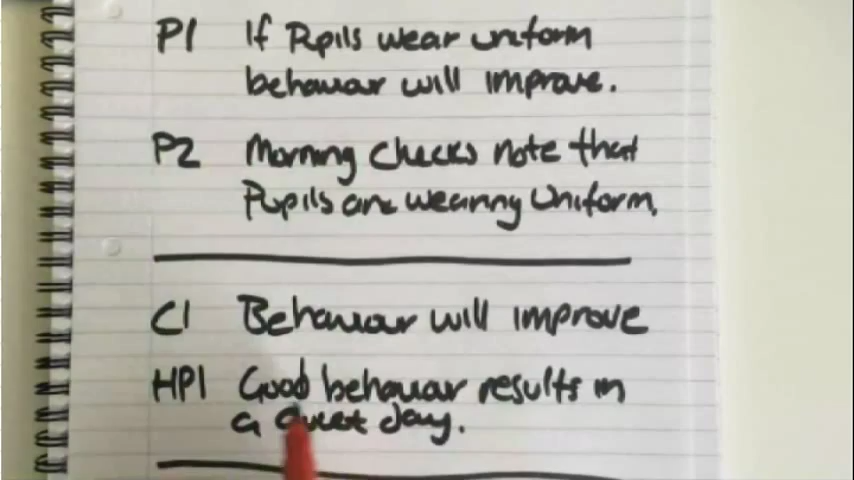 P1 If Pupils wear uniform
behaviour will improve.
P2 Morning Checks note that
Pupils are wearing Uniform.
C1 Behaviour will improve
HP1 Good behaviour results in
a quiet day.